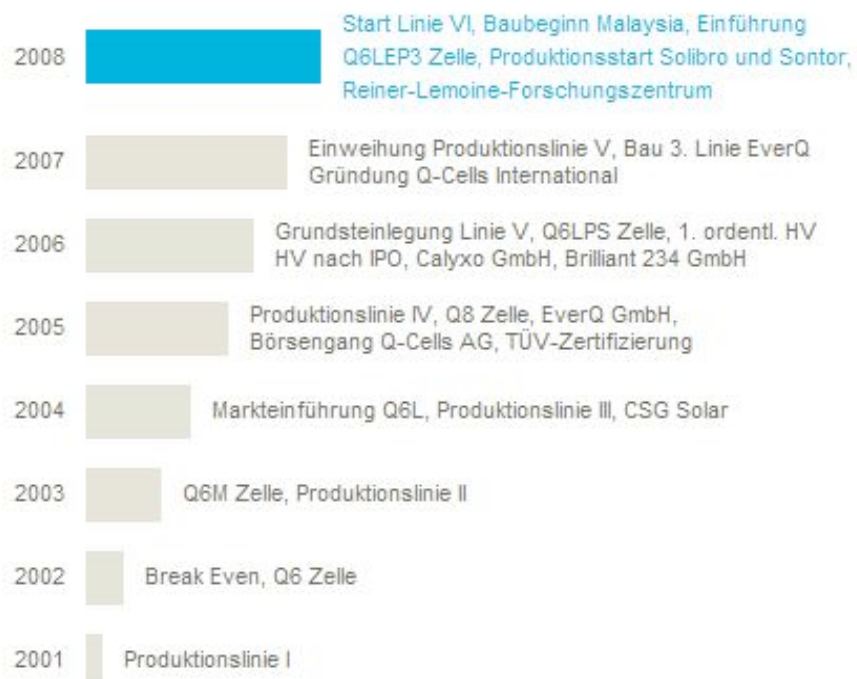 2008
Start Linie VI, Baubeginn Malaysia, Einführung
Q6LEP3 Zelle, Produktionsstart Solibro und Sontor,
Reiner-Lemoine-Forschungszentrum
2007
Einweihung Produktionslinie V, Bau 3. Linie EverQ
Gründung Q-Cells International
2006
Grundsteinlegung Linie V, Q6LPS Zelle, 1. ordentl. HV
HV nach IPO, Calyxo GmbH, Brilliant 234 GmbH
2005
Produktionslinie IV, Q8 Zelle, EverQ GmbH,
Börsengang Q-Cells AG, TÜV-Zertifizierung
2004
Markteinführung Q6L, Produktionslinie III, CSG Solar
2003
Q6M Zelle, Produktionslinie II
2002
Break Even, Q6 Zelle
2001
Produktionslinie I